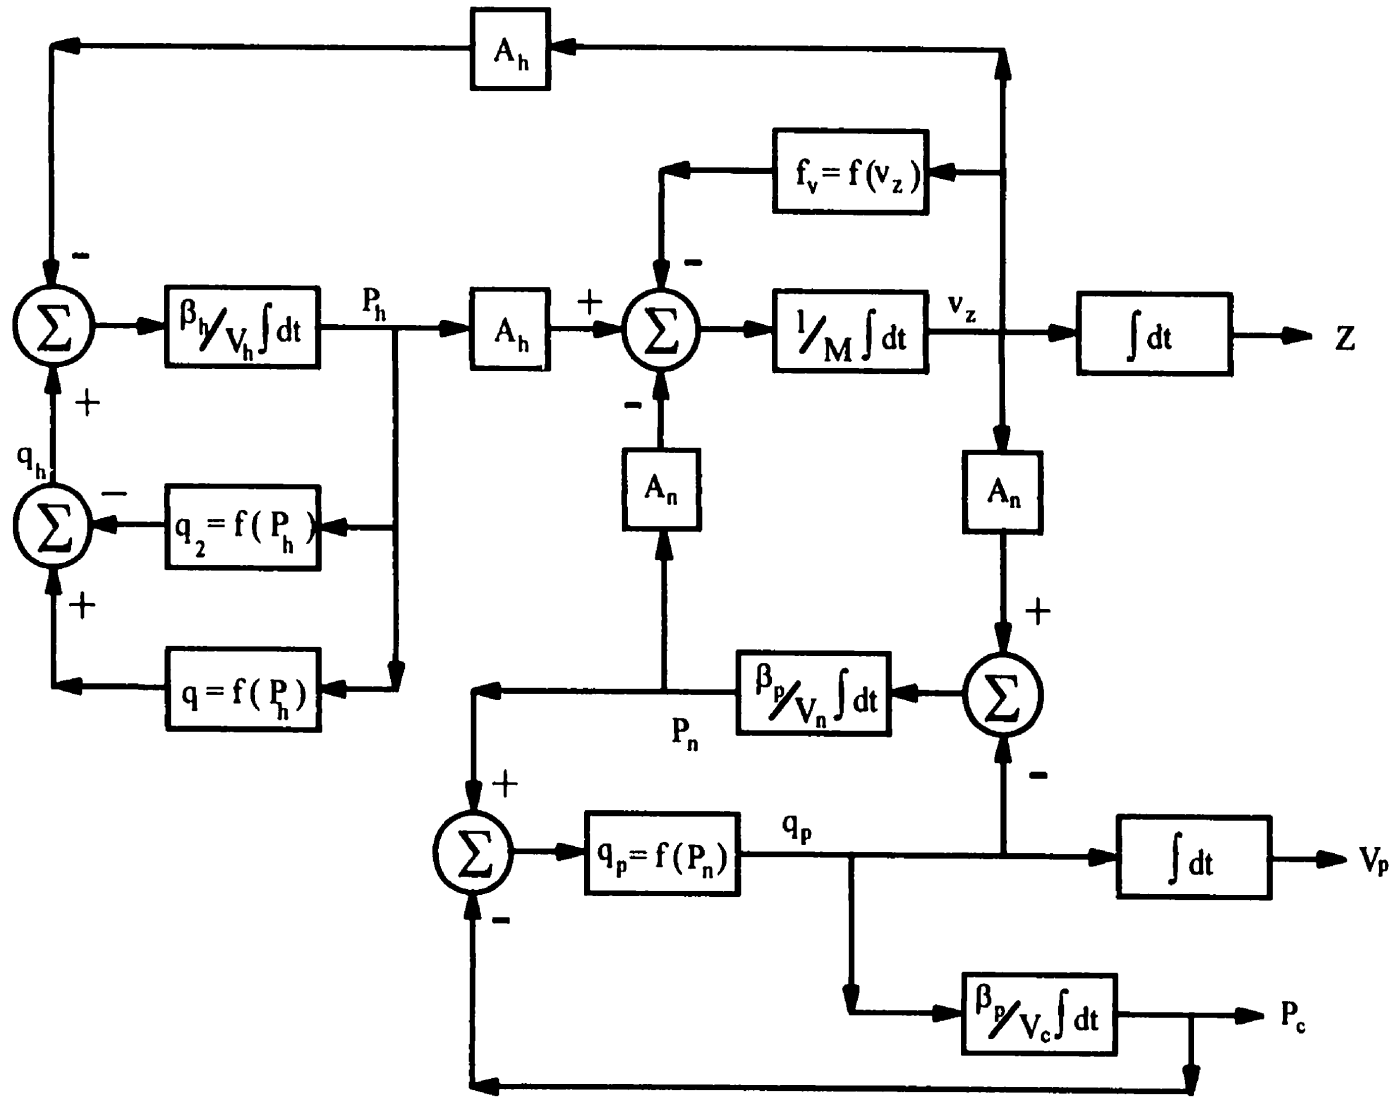 A_h
f_v = f(v_z)
-
-
β_h/V_h ∫dt
P_h
A_h
+
Σ
Σ
1/M ∫dt
v_z
∫dt
Z
+
-
q_h
A_n
A_n
Σ
−
q_2 = f(P_h)
+
+
q = f(P_h)
β_p/V_n ∫dt
Σ
P_n
-
+
Σ
q_p = f(P_n)
q_p
∫dt
V_p
-
β_p/V_c ∫dt
P_c